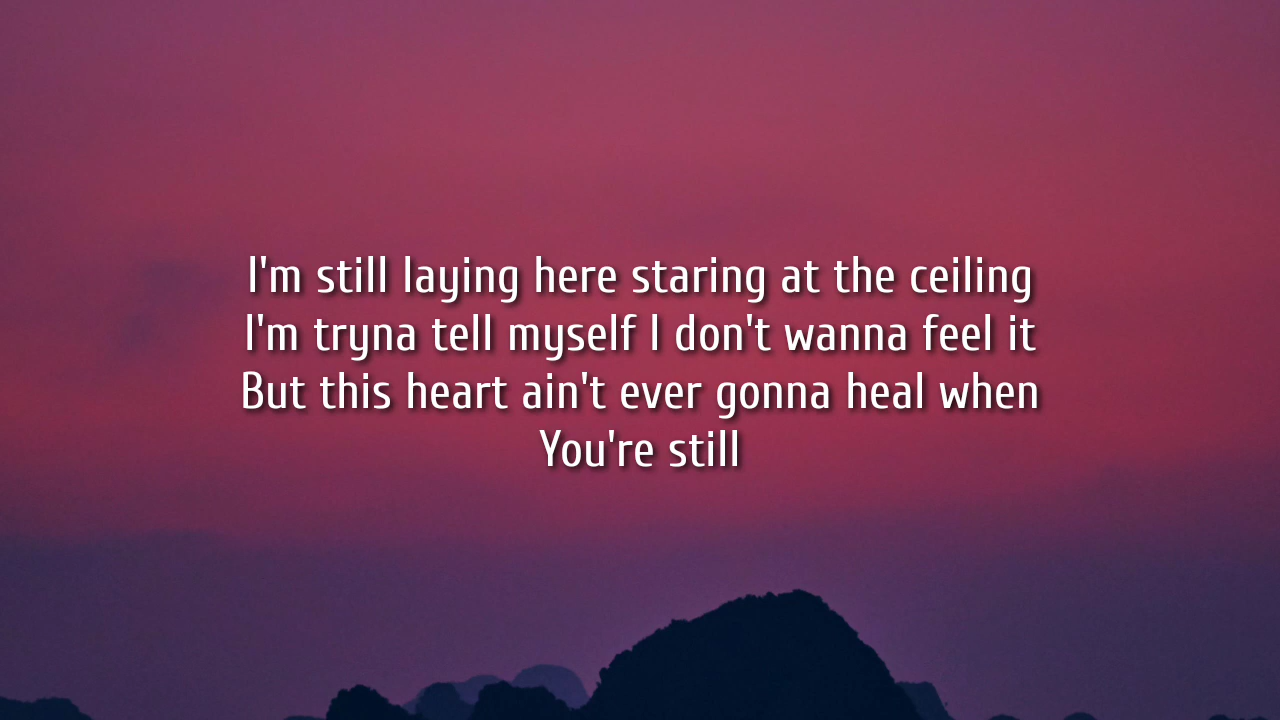 I'm still laying here staring at the ceiling
I'm tryna tell myself I don't wanna feel it
But this heart ain't ever gonna heal when
You're still